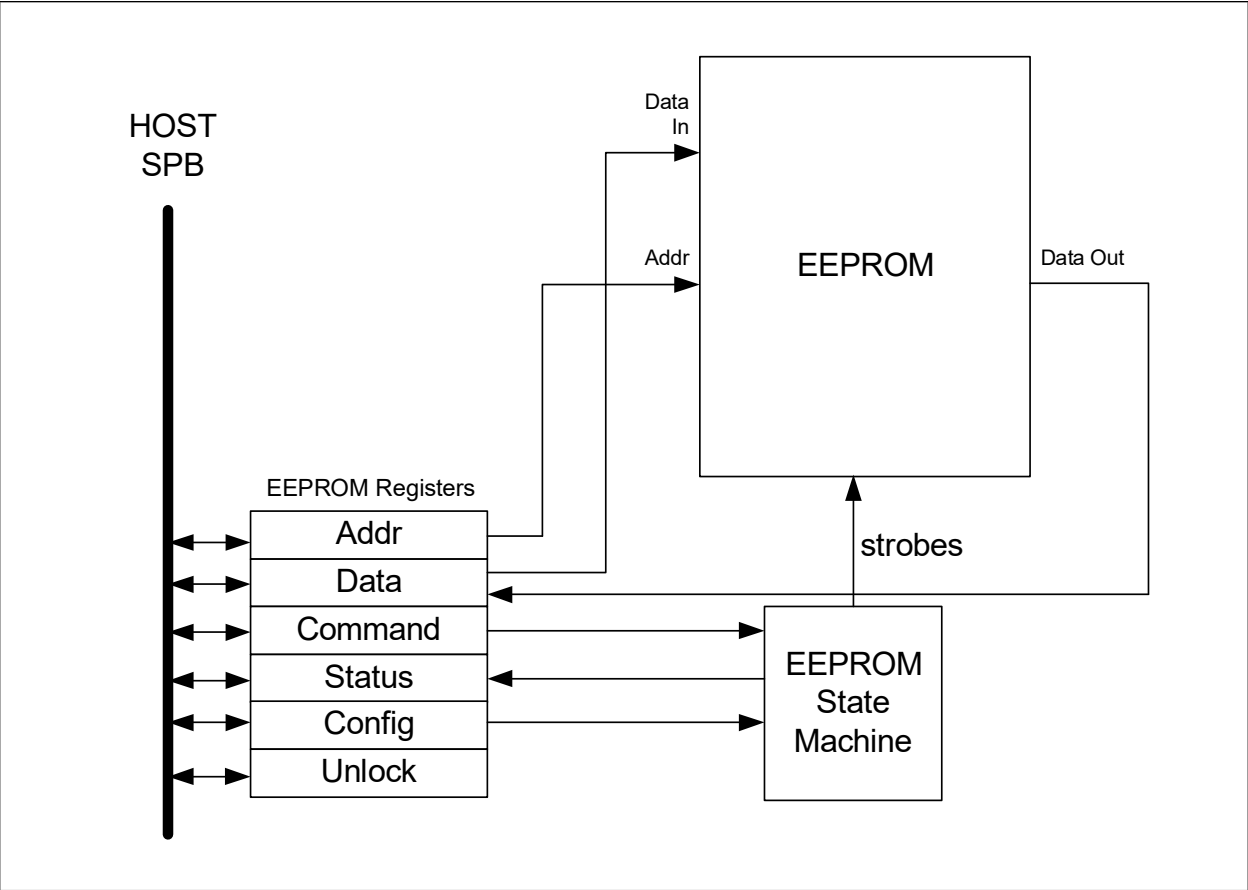 HOST
SPB
Data
In
Addr
EEPROM
Data Out
EEPROM Registers
Addr
Data
Command
Status
Config
Unlock
strobes
EEPROM
State
Machine